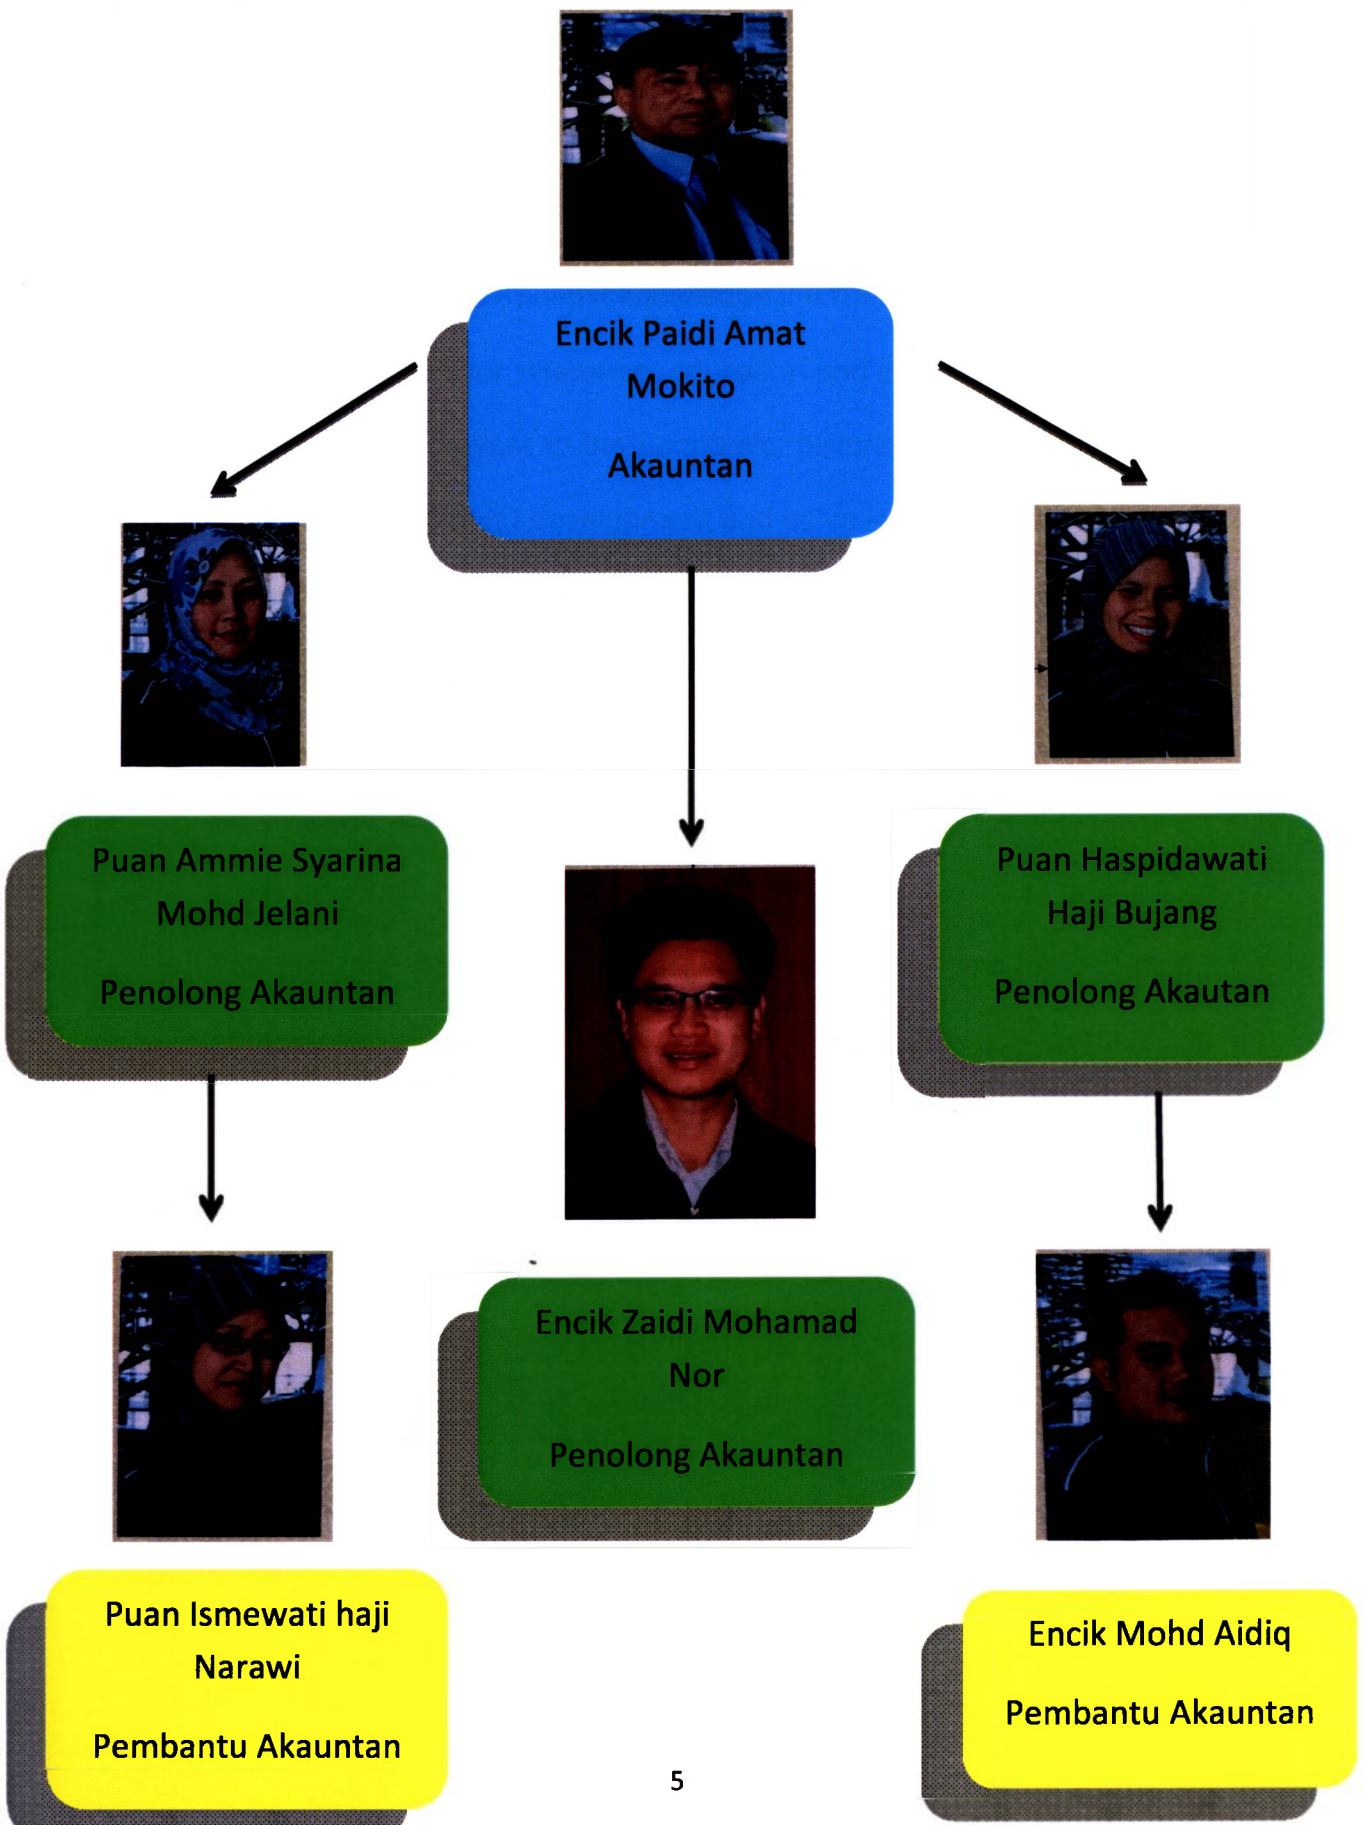 Encik Paidi Amat
Mokito
Akauntan
Puan Ammie Syarina
Mohd Jelani
Penolong Akauntan
Puan Haspidawati
Haji Bujang
Penolong Akautan
Encik Zaidi Mohamad
Nor
Penolong Akauntan
Puan Ismewati haji
Narawi
Pembantu Akauntan
Encik Mohd Aidiq
Pembantu Akauntan
5